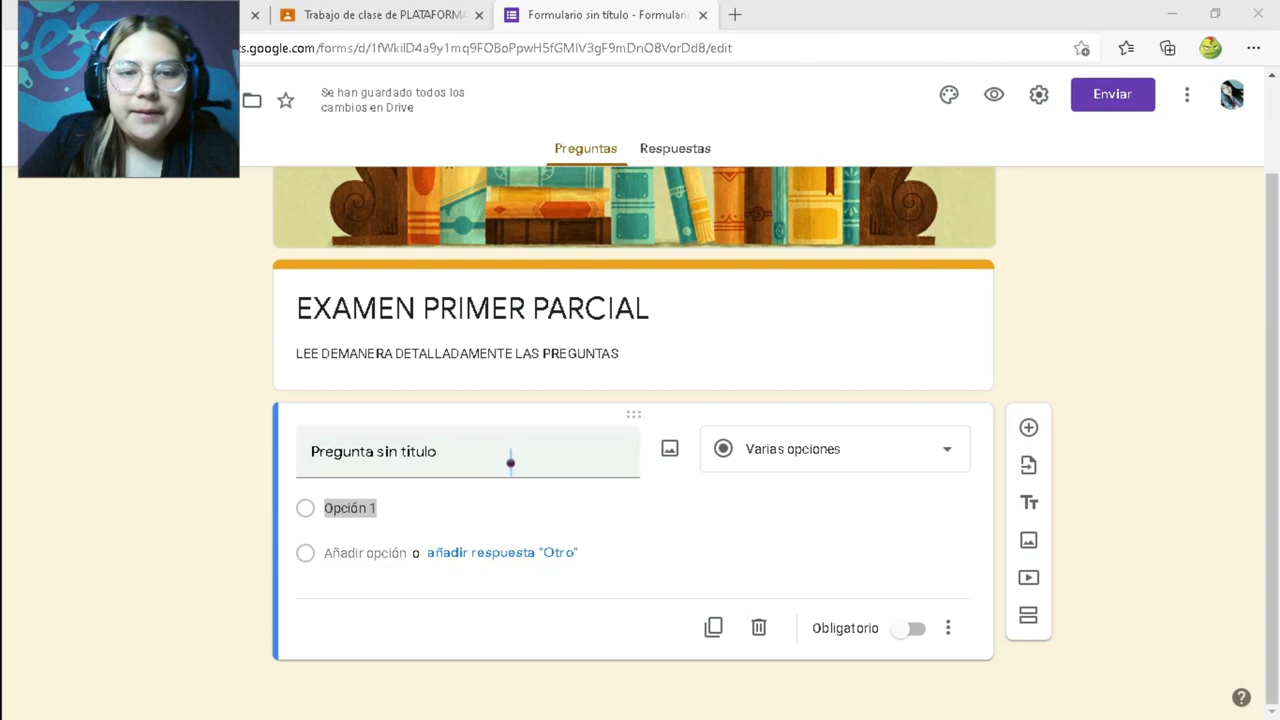 Trabajo de clase de PLATAFORMA
Formulario sin título - Formulario
s.google.com/forms/d/1fWkilD4a9y1mq9FOBoPpwH5fGMIV3gF9mDnO8VorDd8/edit
Se han guardado todos los
cambios en Drive
Enviar
Preguntas
Respuestas
EXAMEN PRIMER PARCIAL
LEE DEMANERA DETALLADAMENTE LAS PREGUNTAS
Pregunta sin título
Varias opciones
Opción 1
Añadir opción o añadir respuesta "Otro"
Obligatorio